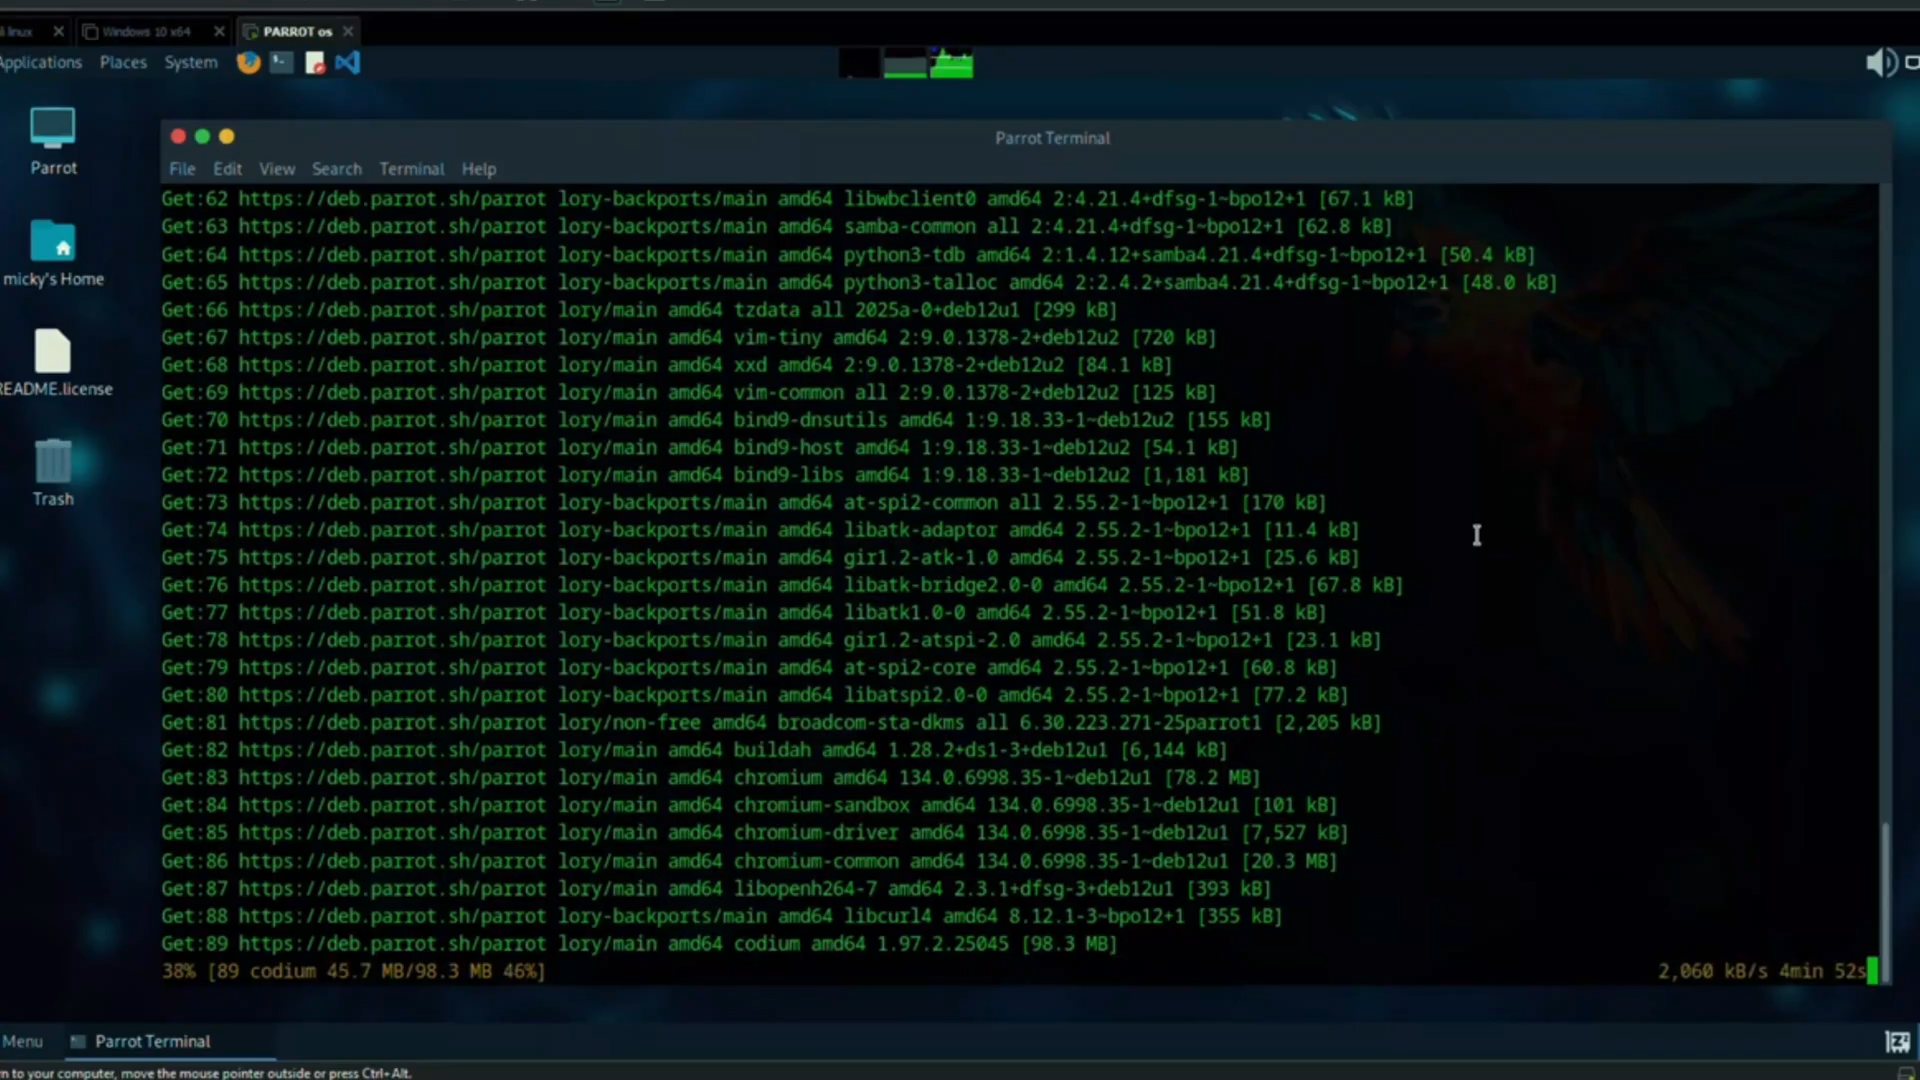 linux
Windows 10 x64
PARROT os
Applications Places System
Parrot
micky's Home
README.license
Trash
Parrot Terminal
File Edit View Search Terminal Help
Get:62 https://deb.parrot.sh/parrot lory-backports/main amd64 libwbclient0 amd64 2:4.21.4+dfsg-1~bpo12+1 [67.1 kB]
Get:63 https://deb.parrot.sh/parrot lory-backports/main amd64 samba-common all 2:4.21.4+dfsg-1~bpo12+1 [62.8 kB]
Get:64 https://deb.parrot.sh/parrot lory-backports/main amd64 python3-tdb amd64 2:1.4.12+samba4.21.4+dfsg-1~bpo12+1 [50.4 kB]
Get:65 https://deb.parrot.sh/parrot lory-backports/main amd64 python3-talloc amd64 2:2.4.2+samba4.21.4+dfsg-1~bpo12+1 [48.0 kB]
Get:66 https://deb.parrot.sh/parrot lory/main amd64 tzdata all 2025a-0+deb12u1 [299 kB]
Get:67 https://deb.parrot.sh/parrot lory/main amd64 vim-tiny amd64 2:9.0.1378-2+deb12u2 [720 kB]
Get:68 https://deb.parrot.sh/parrot lory/main amd64 xxd amd64 2:9.0.1378-2+deb12u2 [84.1 kB]
Get:69 https://deb.parrot.sh/parrot lory/main amd64 vim-common all 2:9.0.1378-2+deb12u2 [125 kB]
Get:70 https://deb.parrot.sh/parrot lory/main amd64 bind9-dnsutils amd64 1:9.18.33-1~deb12u2 [155 kB]
Get:71 https://deb.parrot.sh/parrot lory/main amd64 bind9-host amd64 1:9.18.33-1~deb12u2 [54.1 kB]
Get:72 https://deb.parrot.sh/parrot lory/main amd64 bind9-libs amd64 1:9.18.33-1~deb12u2 [1,181 kB]
Get:73 https://deb.parrot.sh/parrot lory-backports/main amd64 at-spi2-common all 2.55.2-1~bpo12+1 [170 kB]
Get:74 https://deb.parrot.sh/parrot lory-backports/main amd64 libatk-adaptor amd64 2.55.2-1~bpo12+1 [11.4 kB]
Get:75 https://deb.parrot.sh/parrot lory-backports/main amd64 gir1.2-atk-1.0 amd64 2.55.2-1~bpo12+1 [25.6 kB]
Get:76 https://deb.parrot.sh/parrot lory-backports/main amd64 libatk-bridge2.0-0 amd64 2.55.2-1~bpo12+1 [67.8 kB]
Get:77 https://deb.parrot.sh/parrot lory-backports/main amd64 libatk1.0-0 amd64 2.55.2-1~bpo12+1 [51.8 kB]
Get:78 https://deb.parrot.sh/parrot lory-backports/main amd64 gir1.2-atspi-2.0 amd64 2.55.2-1~bpo12+1 [23.1 kB]
Get:79 https://deb.parrot.sh/parrot lory-backports/main amd64 at-spi2-core amd64 2.55.2-1~bpo12+1 [60.8 kB]
Get:80 https://deb.parrot.sh/parrot lory-backports/main amd64 libatspi2.0-0 amd64 2.55.2-1~bpo12+1 [77.2 kB]
Get:81 https://deb.parrot.sh/parrot lory/non-free amd64 broadcom-sta-dkms all 6.30.223.271-25parrot1 [2,205 kB]
Get:82 https://deb.parrot.sh/parrot lory/main amd64 buildah amd64 1.28.2+ds1-3+deb12u1 [6,144 kB]
Get:83 https://deb.parrot.sh/parrot lory/main amd64 chromium amd64 134.0.6998.35-1~deb12u1 [78.2 MB]
Get:84 https://deb.parrot.sh/parrot lory/main amd64 chromium-sandbox amd64 134.0.6998.35-1~deb12u1 [101 kB]
Get:85 https://deb.parrot.sh/parrot lory/main amd64 chromium-driver amd64 134.0.6998.35-1~deb12u1 [7,527 kB]
Get:86 https://deb.parrot.sh/parrot lory/main amd64 chromium-common amd64 134.0.6998.35-1~deb12u1 [20.3 MB]
Get:87 https://deb.parrot.sh/parrot lory/main amd64 libopenh264-7 amd64 2.3.1+dfsg-3+deb12u1 [393 kB]
Get:88 https://deb.parrot.sh/parrot lory-backports/main amd64 libcurl4 amd64 8.12.1-3~bpo12+1 [355 kB]
Get:89 https://deb.parrot.sh/parrot lory/main amd64 codium amd64 1.97.2.25045 [98.3 MB]
38% [89 codium 45.7 MB/98.3 MB 46%] 2,060 kB/s 4min 52s
Menu Parrot Terminal
n to your computer, move the mouse pointer outside or press Ctrl+Alt.